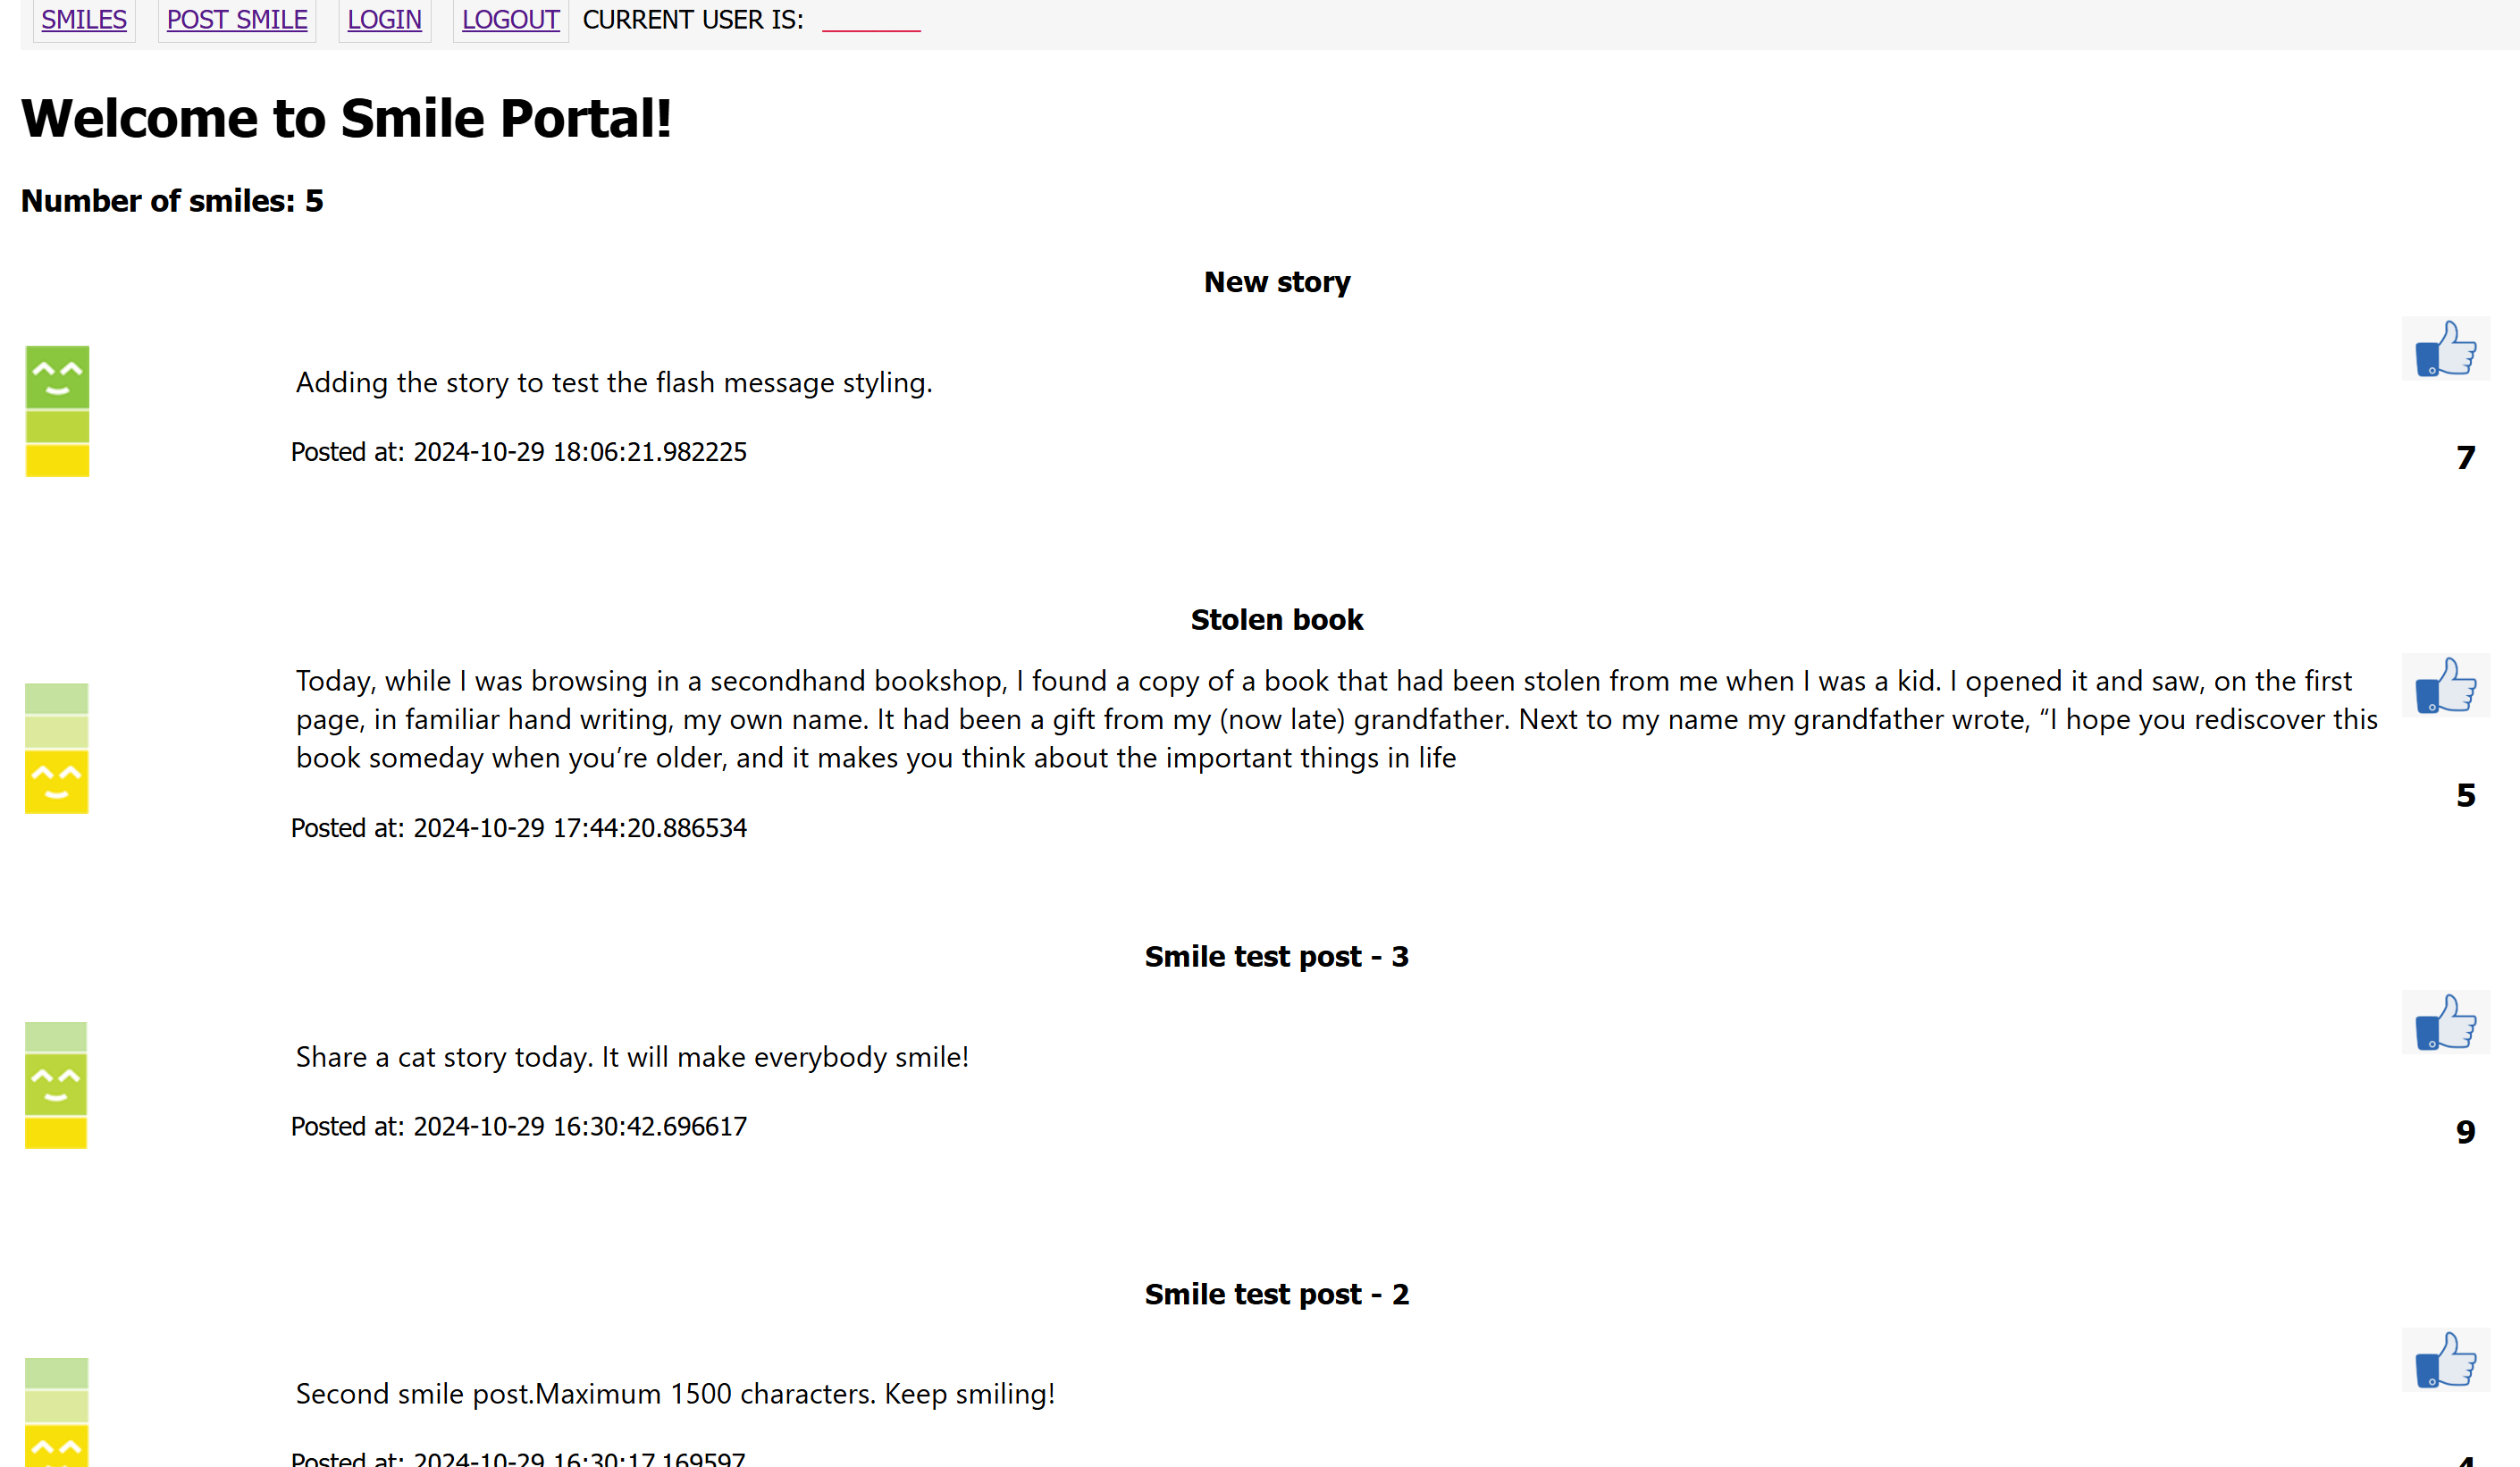 SMILES POST SMILE LOGIN LOGOUT CURRENT USER IS:
Welcome to Smile Portal!
Number of smiles: 5
New story
Adding the story to test the flash message styling.
Posted at: 2024-10-29 18:06:21.982225
7
Stolen book
Today, while I was browsing in a secondhand bookshop, I found a copy of a book that had been stolen from me when I was a kid. I opened it and saw, on the first
page, in familiar hand writing, my own name. It had been a gift from my (now late) grandfather. Next to my name my grandfather wrote, “I hope you rediscover this
book someday when you’re older, and it makes you think about the important things in life
5
Posted at: 2024-10-29 17:44:20.886534
Smile test post - 3
Share a cat story today. It will make everybody smile!
Posted at: 2024-10-29 16:30:42.696617
9
Smile test post - 2
Second smile post.Maximum 1500 characters. Keep smiling!
Posted at: 2024-10-29 16:30:17.169597
4